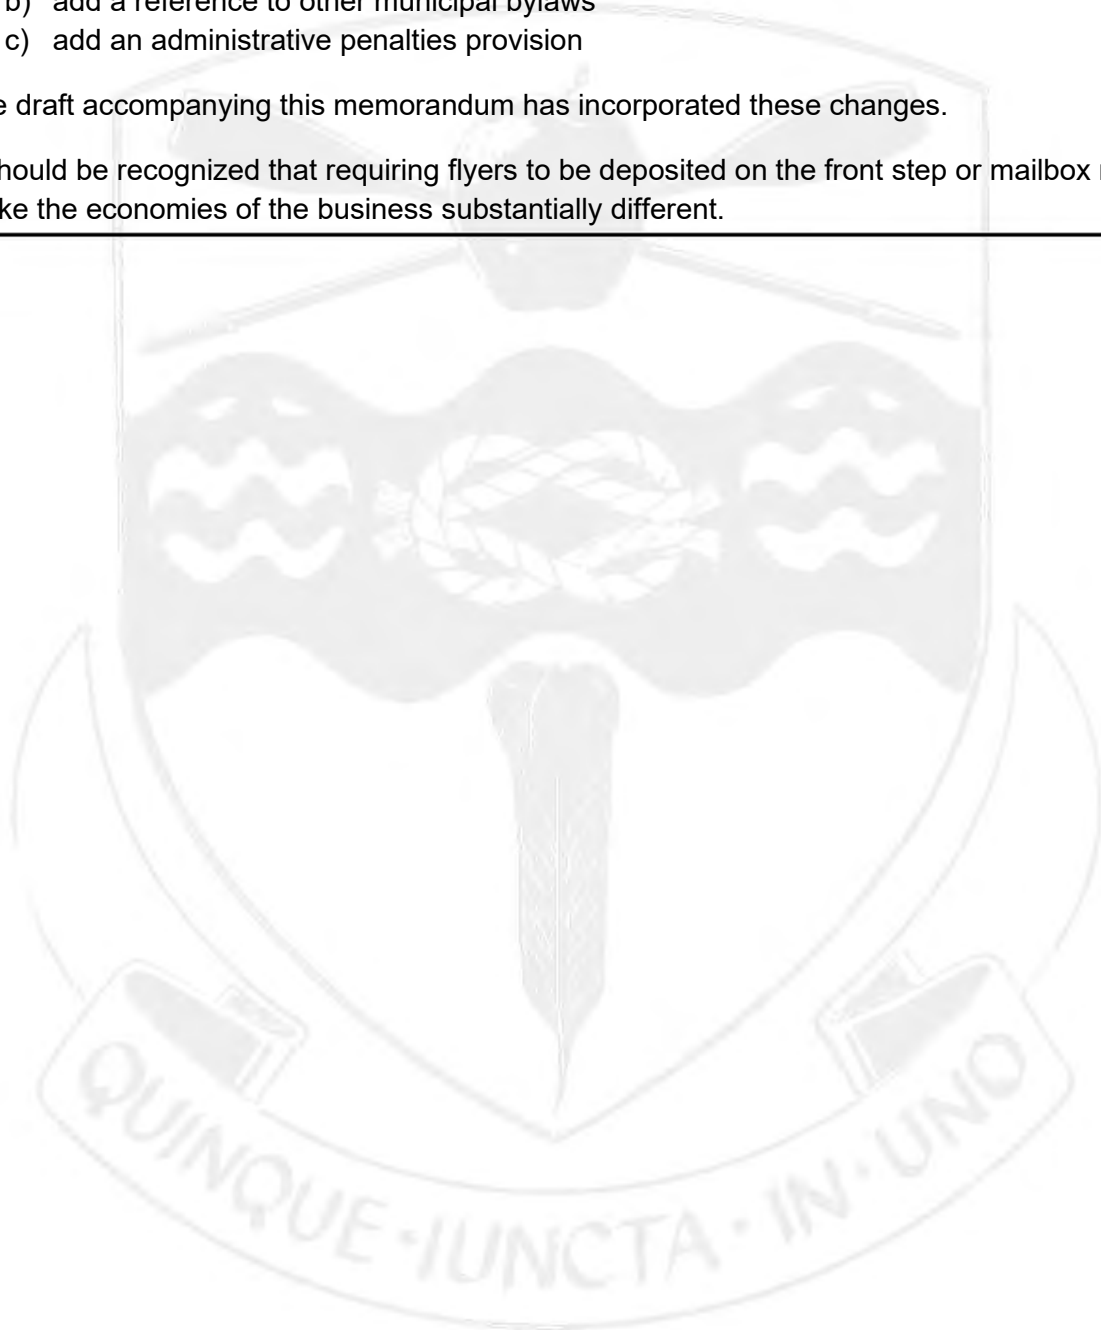 b) add a reference to other municipal bylaws
c) add an administrative penalties provision
e draft accompanying this memorandum has incorporated these changes.
hould be recognized that requiring flyers to be deposited on the front step or mailbox
ke the economies of the business substantially different.
QUINQUE·IUNCTA·IN·UNO